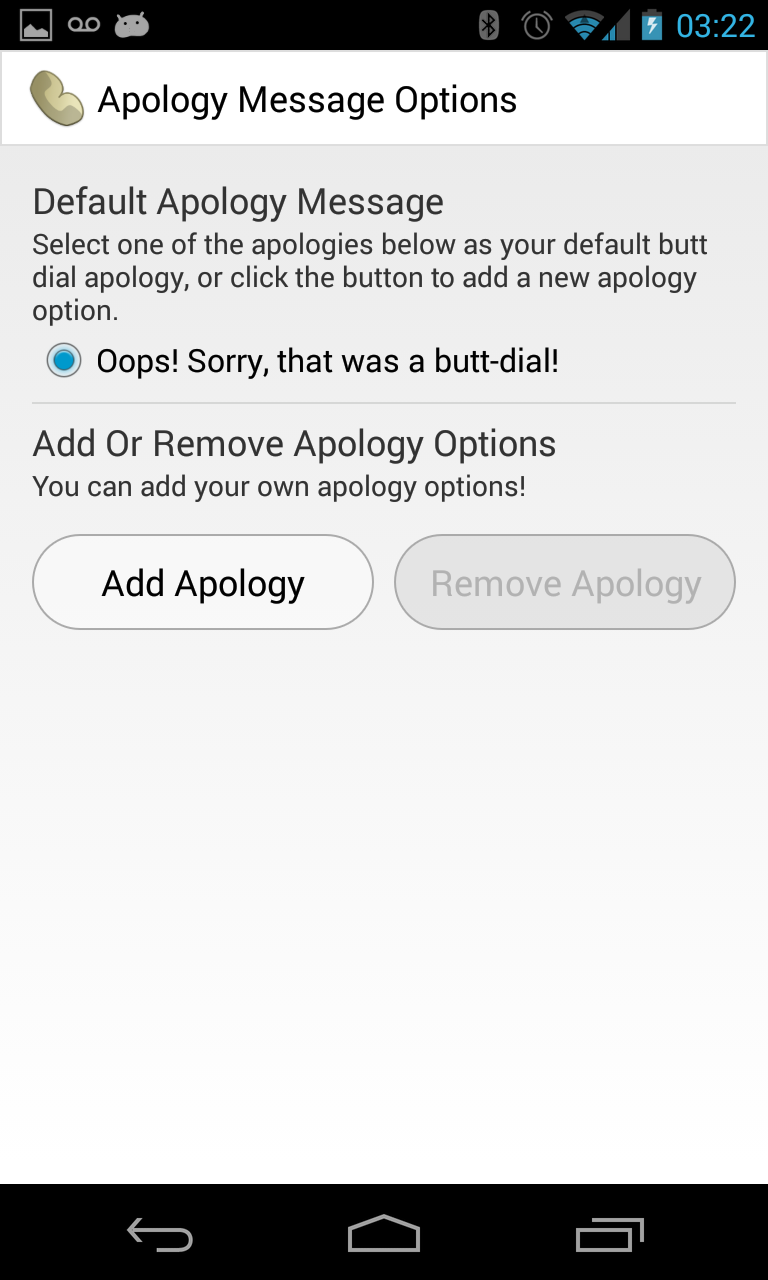 03:22
Apology Message Options
Default Apology Message
Select one of the apologies below as your default butt
dial apology, or click the button to add a new apology
option.
Oops! Sorry, that was a butt-dial!
Add Or Remove Apology Options
You can add your own apology options!
Add Apology
Remove Apology